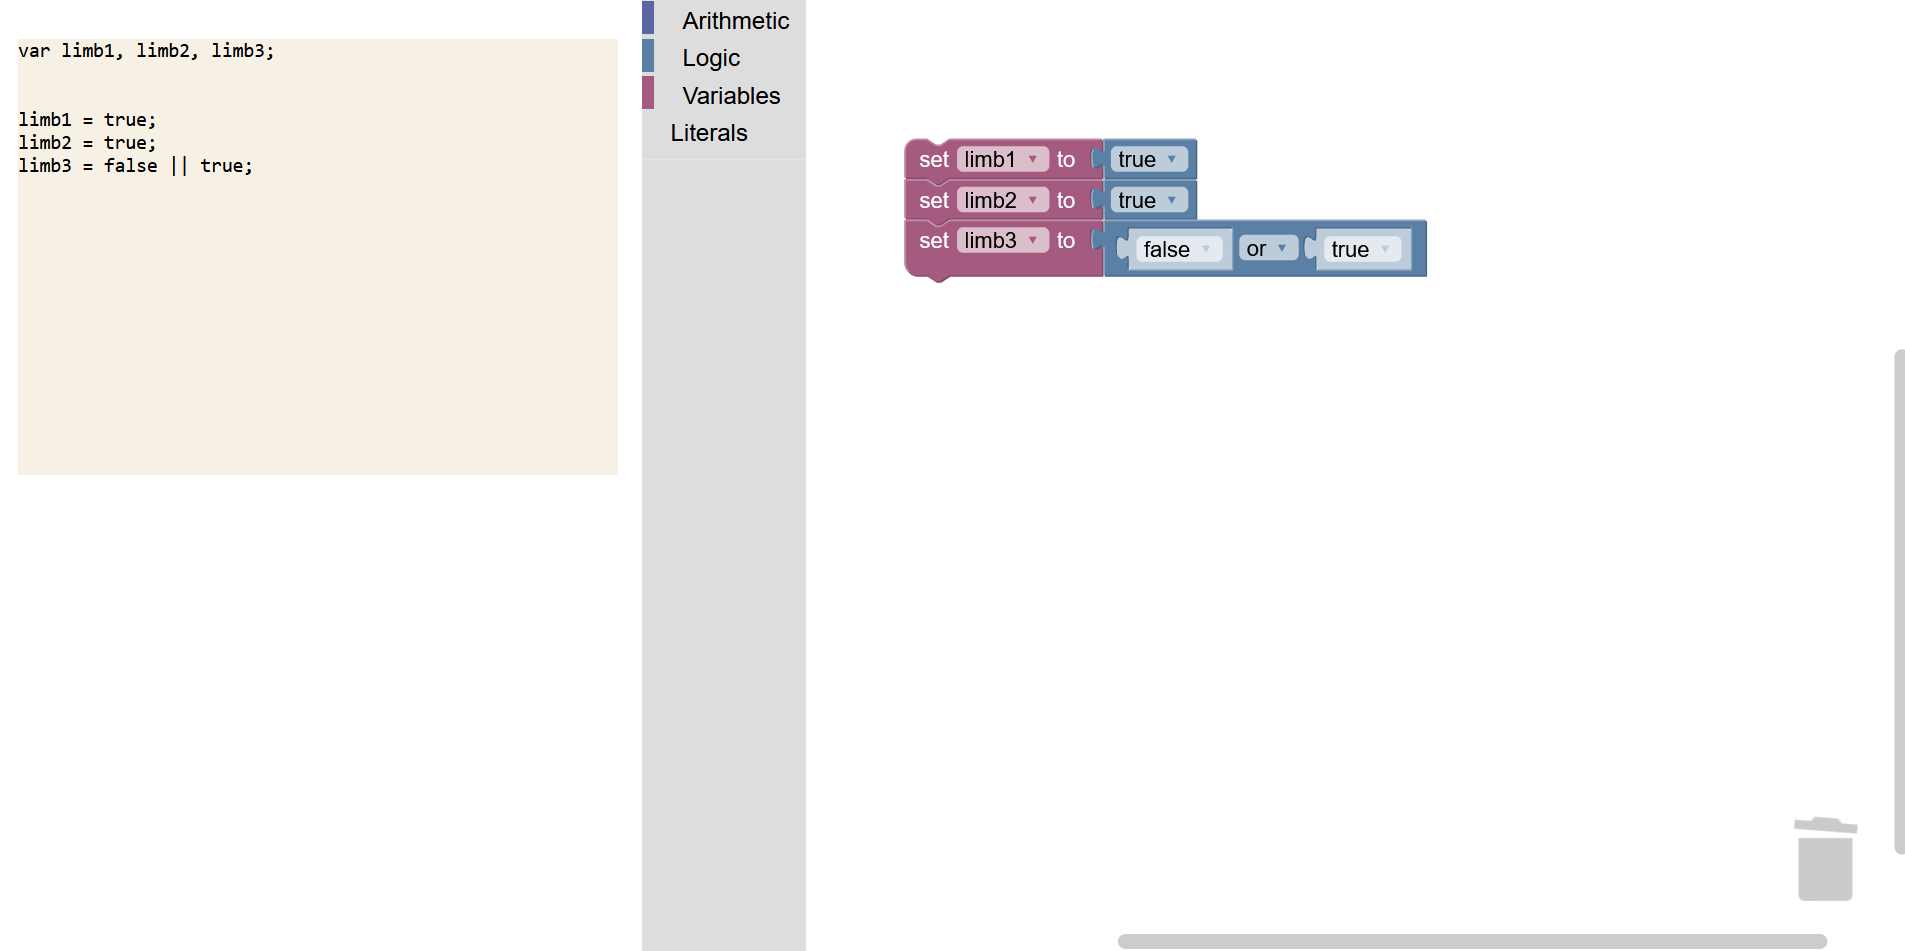 var limb1, limb2, limb3;
limb1 = true;
limb2 = true;
limb3 = false || true;
Arithmetic
Logic
Variables
Literals
set limb1 to true
set limb2 to true
set limb3 to false or true